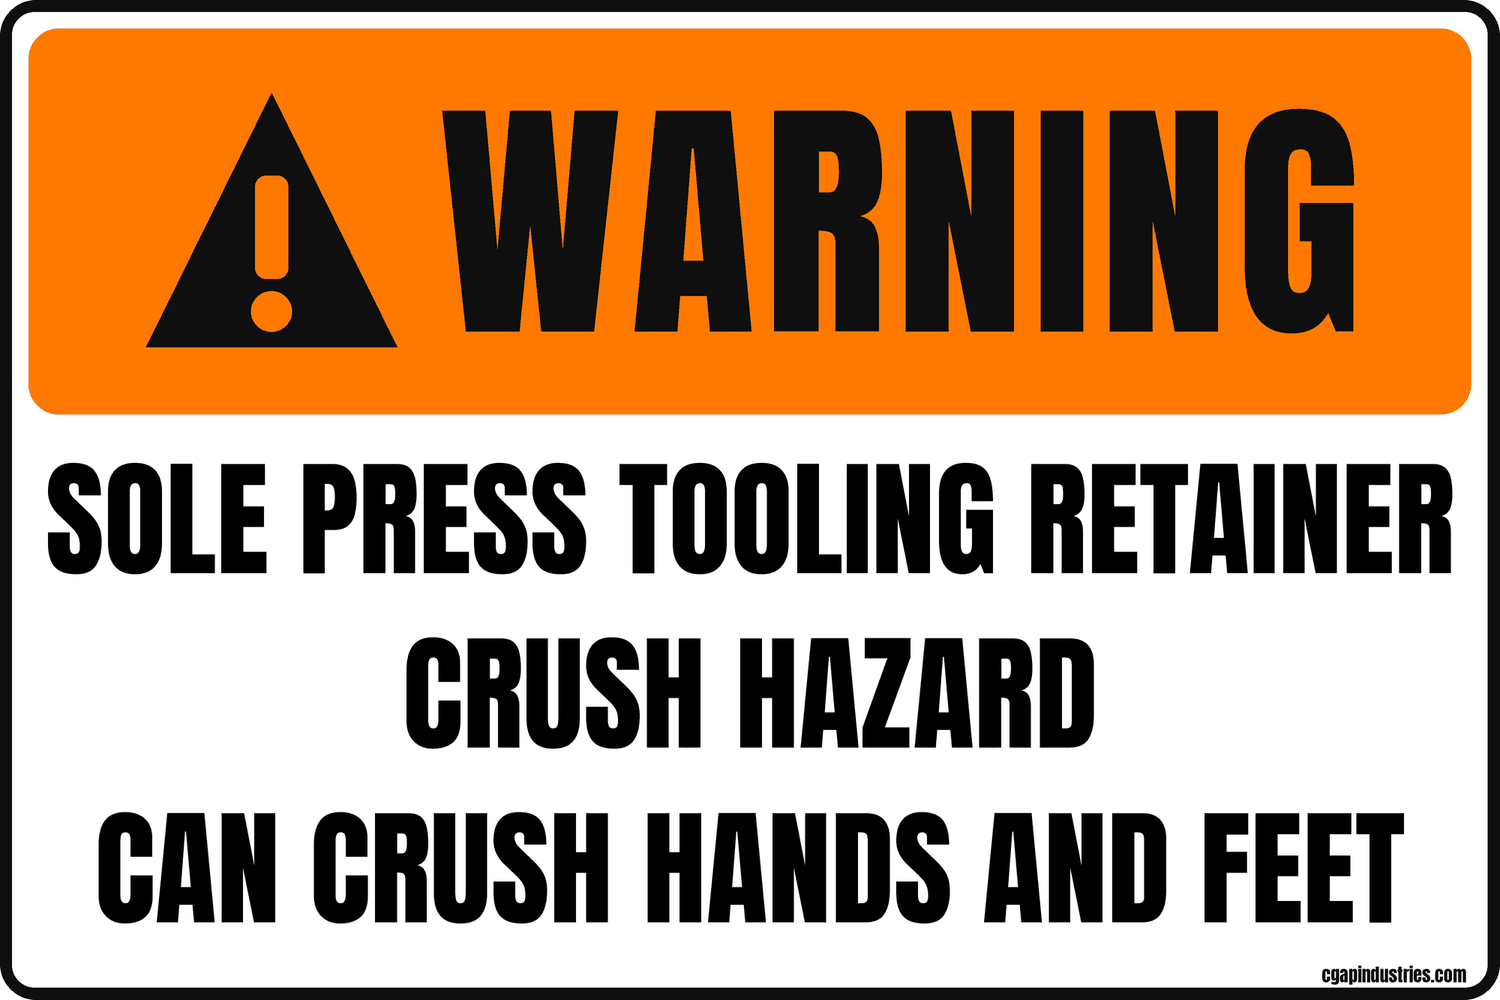 WARNING
SOLE PRESS TOOLING RETAINER
CRUSH HAZARD
CAN CRUSH HANDS AND FEET
cgapindustries.com